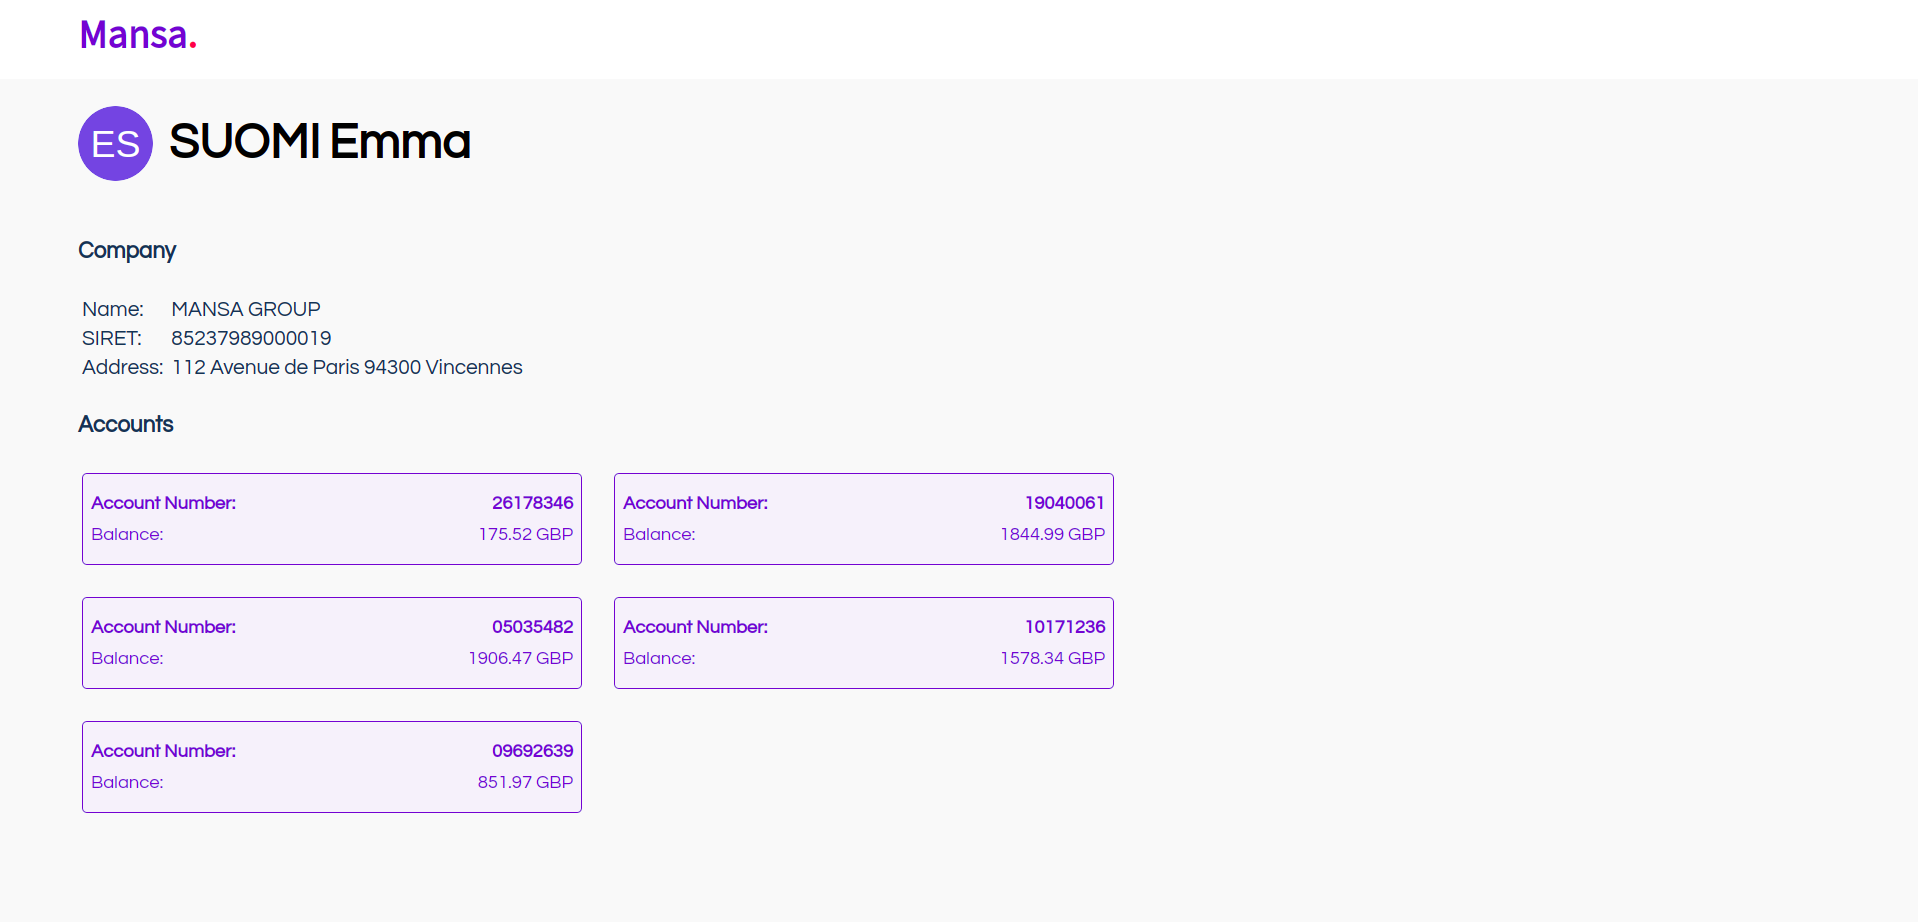 Mansa.
ES SUOMI Emma
Company
Name: MANSA GROUP
SIRET: 85237989000019
Address: 112 Avenue de Paris 94300 Vincennes
Accounts
Account Number: 26178346
Balance: 175.52 GBP
Account Number: 19040061
Balance: 1844.99 GBP
Account Number: 05035482
Balance: 1906.47 GBP
Account Number: 10171236
Balance: 1578.34 GBP
Account Number: 09692639
Balance: 851.97 GBP